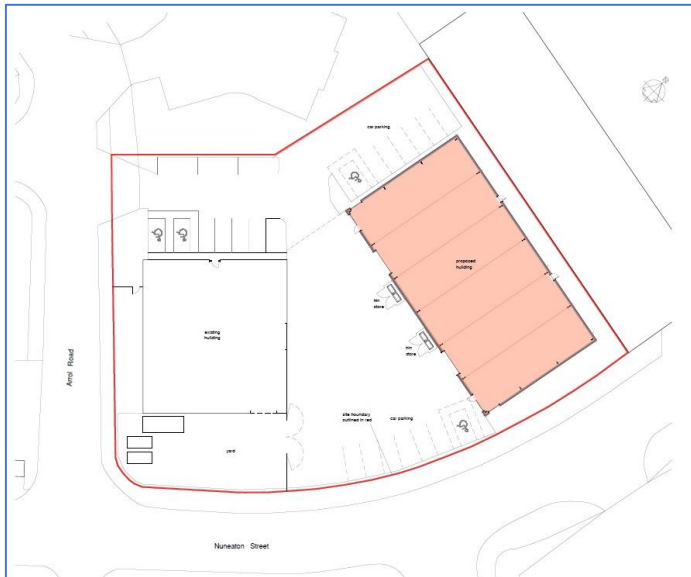 N
car parking
proposed
building
bin
store
bin
store
existing
building
Arrol Road
site boundary
outlined in red
car parking
yard
Nuneaton Street